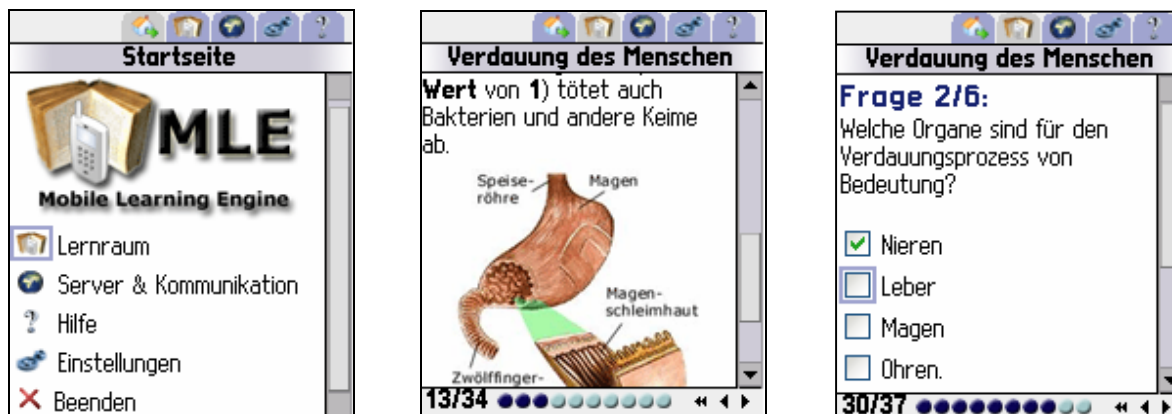 Startseite
MLE
Mobile Learning Engine
Lernraum
Server & Kommunikation
? Hilfe
Einstellungen
Beenden
Verdauung des Menschen
Wert von 1) tötet auch
Bakterien und andere Keime
ab.
Speise-
röhre
Magen
Magen-
schleimhaut
Zwölffinger-
13/34
Verdauung des Menschen
Frage 2/6:
Welche Organe sind für den
Verdauungsprozess von
Bedeutung?
Nieren
Leber
Magen
Ohren.
30/37